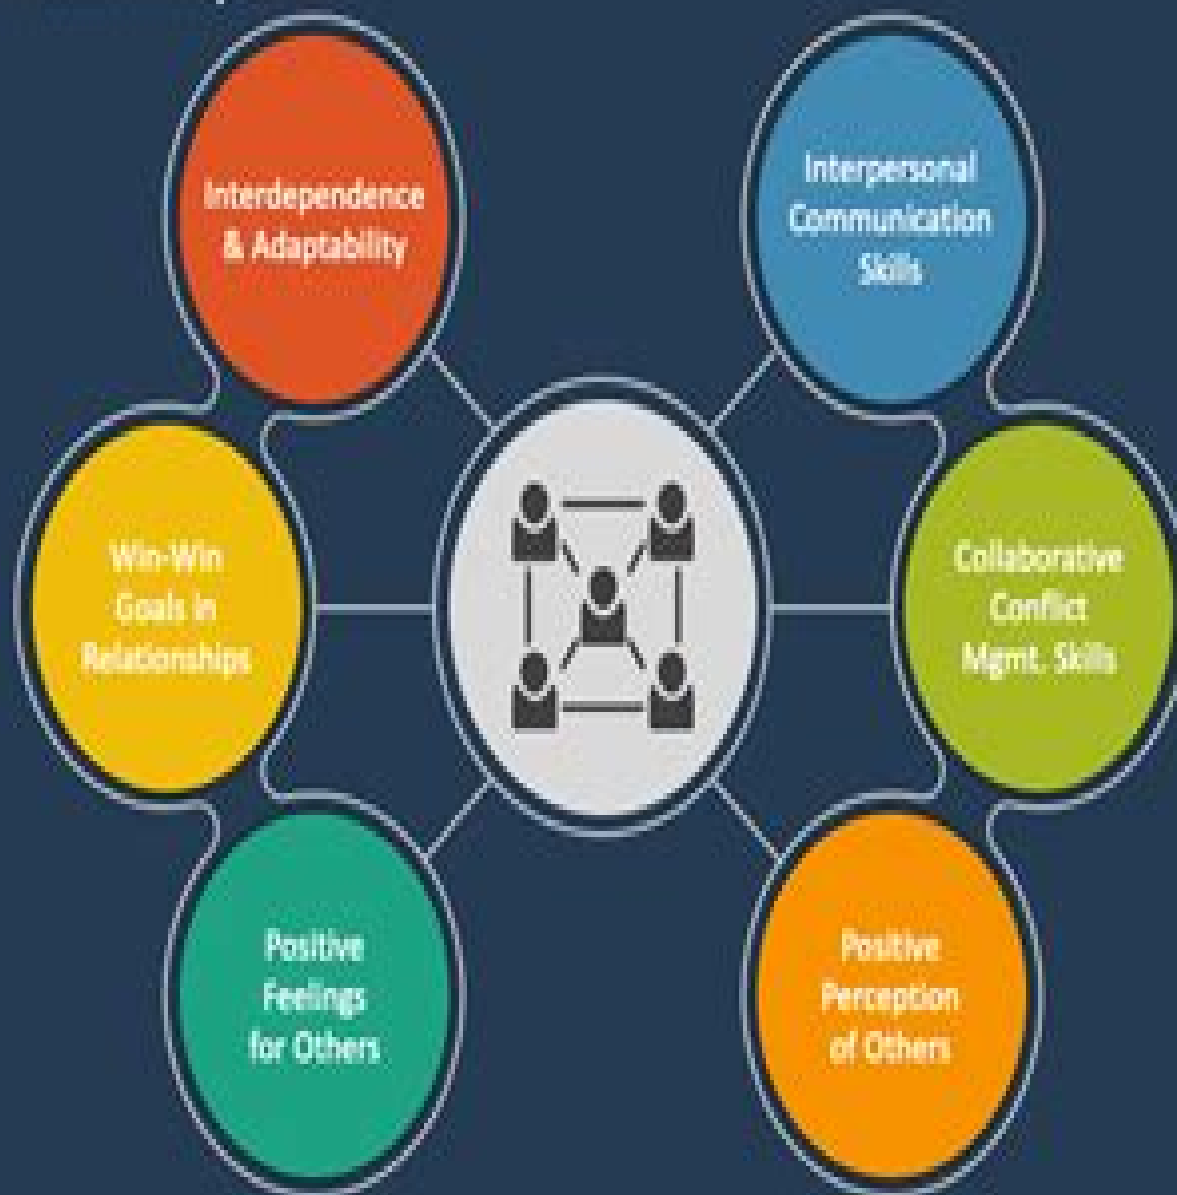 Interdependence
& Adaptability
Interpersonal
Communication
Skills
Win-Win
Goals in
Relationships
Collaborative
Conflict
Mgmt. Skills
Positive
Feelings
for Others
Positive
Perception
of Others